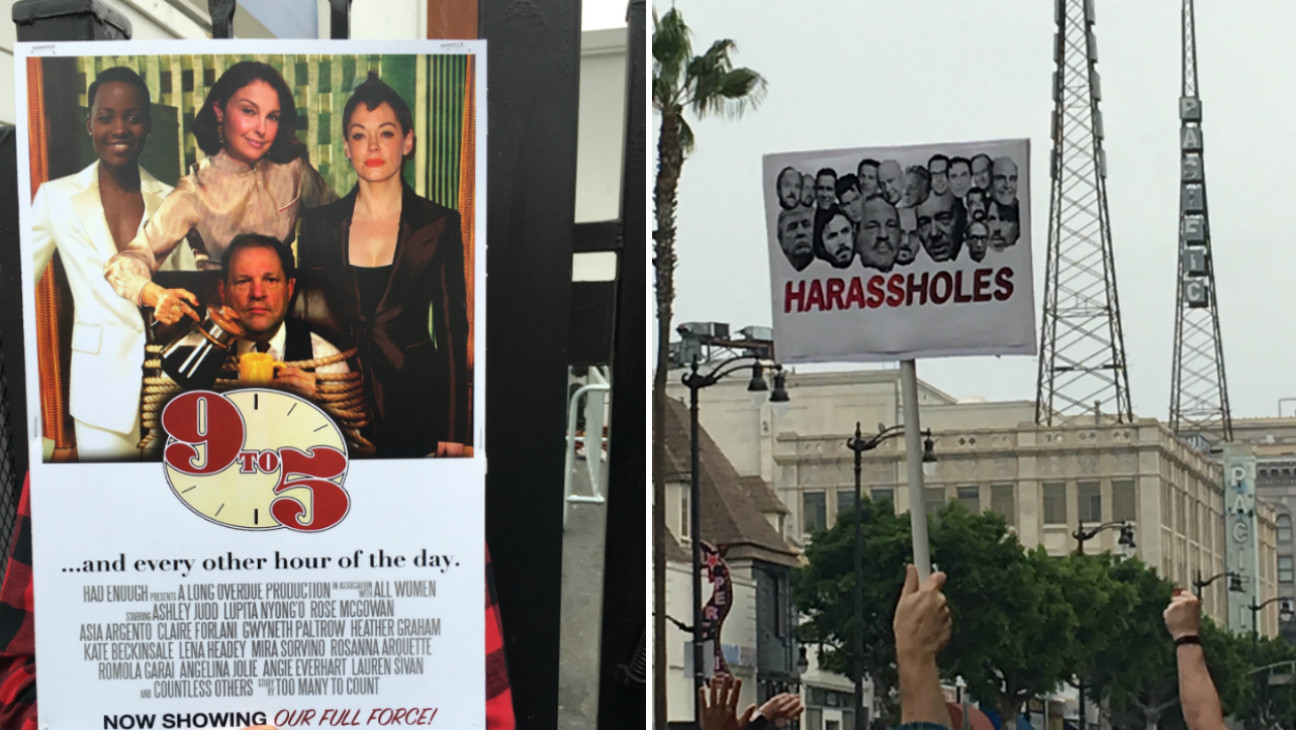 9 TO 5
...and every other hour of the day.
HAD ENOUGH PRESENTS A LONG OVERDUE PRODUCTION IN ASSOCIATION WITH ALL WOMEN
STARRING ASHLEY JUDD LUPITA NYONG'O ROSE MCGOWAN
ASIA ARGENTO CLAIRE FORLANI GWYNETH PALTROW HEATHER GRAHAM
KATE BECKINSALE LENA HEADEY MIRA SORVINO ROSANNA ARQUETTE
ROMOLA GARAI ANGELINA JOLIE ANGIE EVERHART LAUREN SIVAN
AND COUNTLESS OTHERS STORY BY TOO MANY TO COUNT
NOW SHOWING OUR FULL FORCE!
HARASSHOLES
PACIFIC
PACI
PER